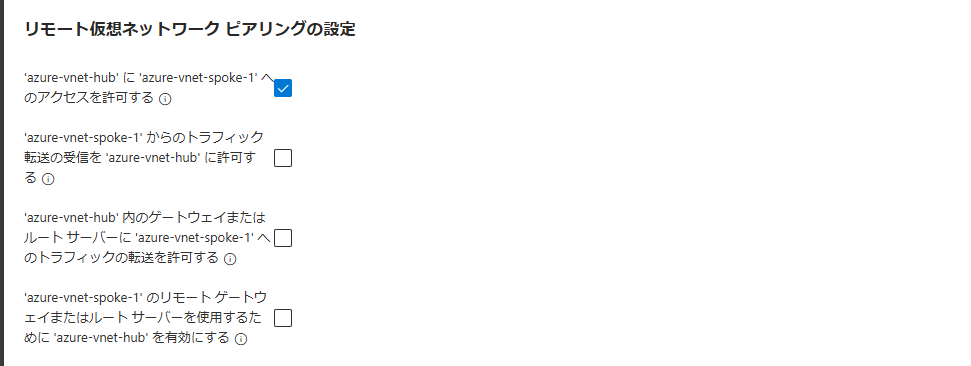 リモート仮想ネットワーク ピアリングの設定
'azure-vnet-hub' に 'azure-vnet-spoke-1' へ
のアクセスを許可する
'azure-vnet-spoke-1' からのトラフィック
転送の受信を 'azure-vnet-hub' に許可す
る
'azure-vnet-hub' 内のゲートウェイまたは
ルート サーバーに 'azure-vnet-spoke-1' へ
のトラフィックの転送を許可する
'azure-vnet-spoke-1' のリモート ゲートウ
ェイまたはルート サーバーを使用するた
めに 'azure-vnet-hub' を有効にする